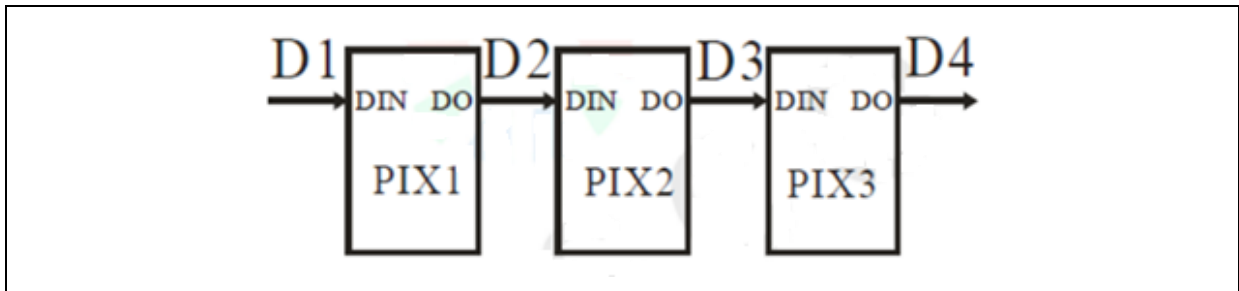 D1 D2 D3 D4
DIN DO DIN DO DIN DO
PIX1 PIX2 PIX3